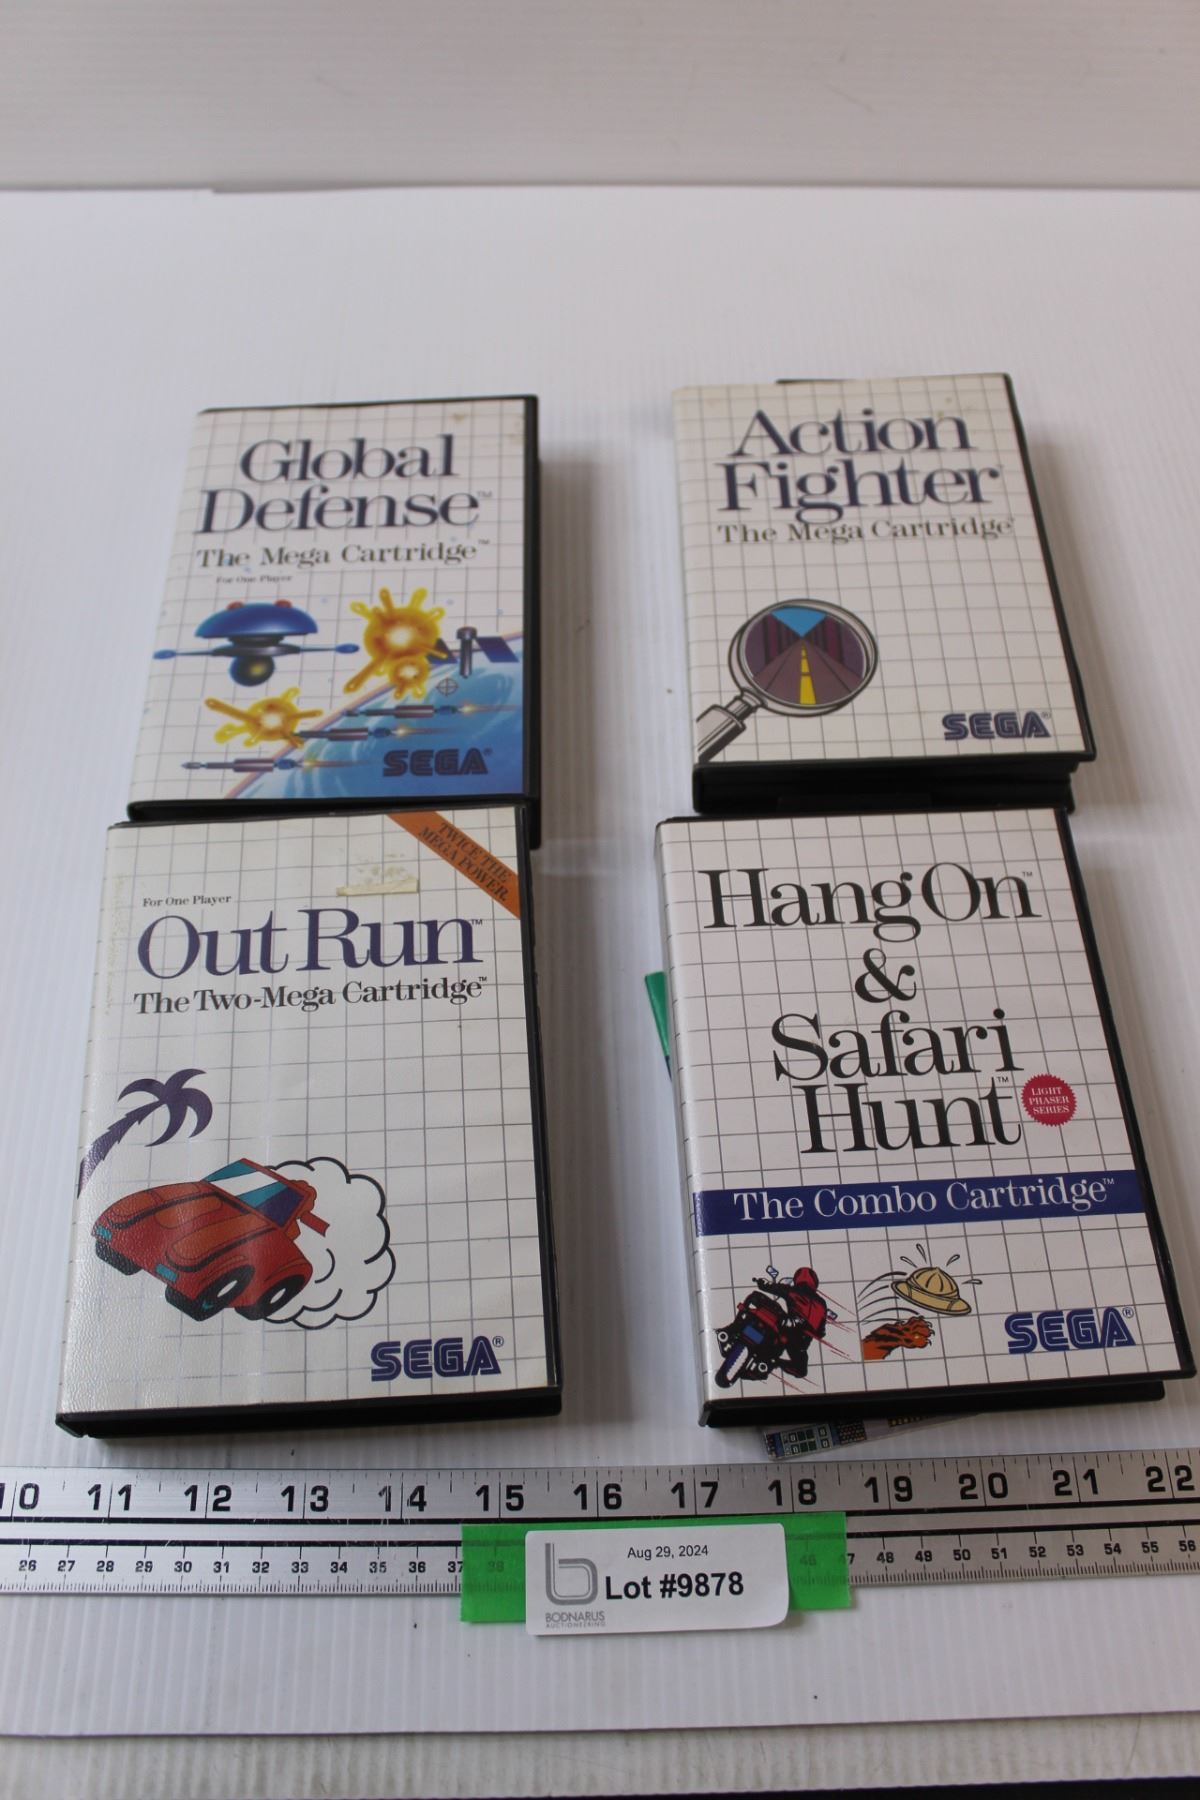 Global
Defense™
The Mega Cartridge™
For One Player
SEGA®
Action
Fighter
The Mega Cartridge
SEGA®
TWICE THE
MEGA POWER.
For One Player
Out Run™
The Two-Mega Cartridge™
SEGA®
Hang On™
&
Safari
Hunt™
LIGHT
PHASER
SERIES
The Combo Cartridge™
SEGA®
10 11 12 13 14 15 16 17 18 19 20 21 22
26 27 28 29 30 31 32 33 34 35 36 37 38 46 47 48 49 50 51 52 53 54 55 56
Aug 29, 2024
Lot #9878
BODNARUS
AUCTIONEERING